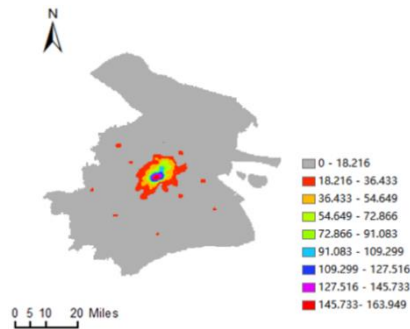 N
0 - 18.216
18.216 - 36.433
36.433 - 54.649
54.649 - 72.866
72.866 - 91.083
91.083 - 109.299
109.299 - 127.516
127.516 - 145.733
145.733- 163.949
0 5 10 20 Miles